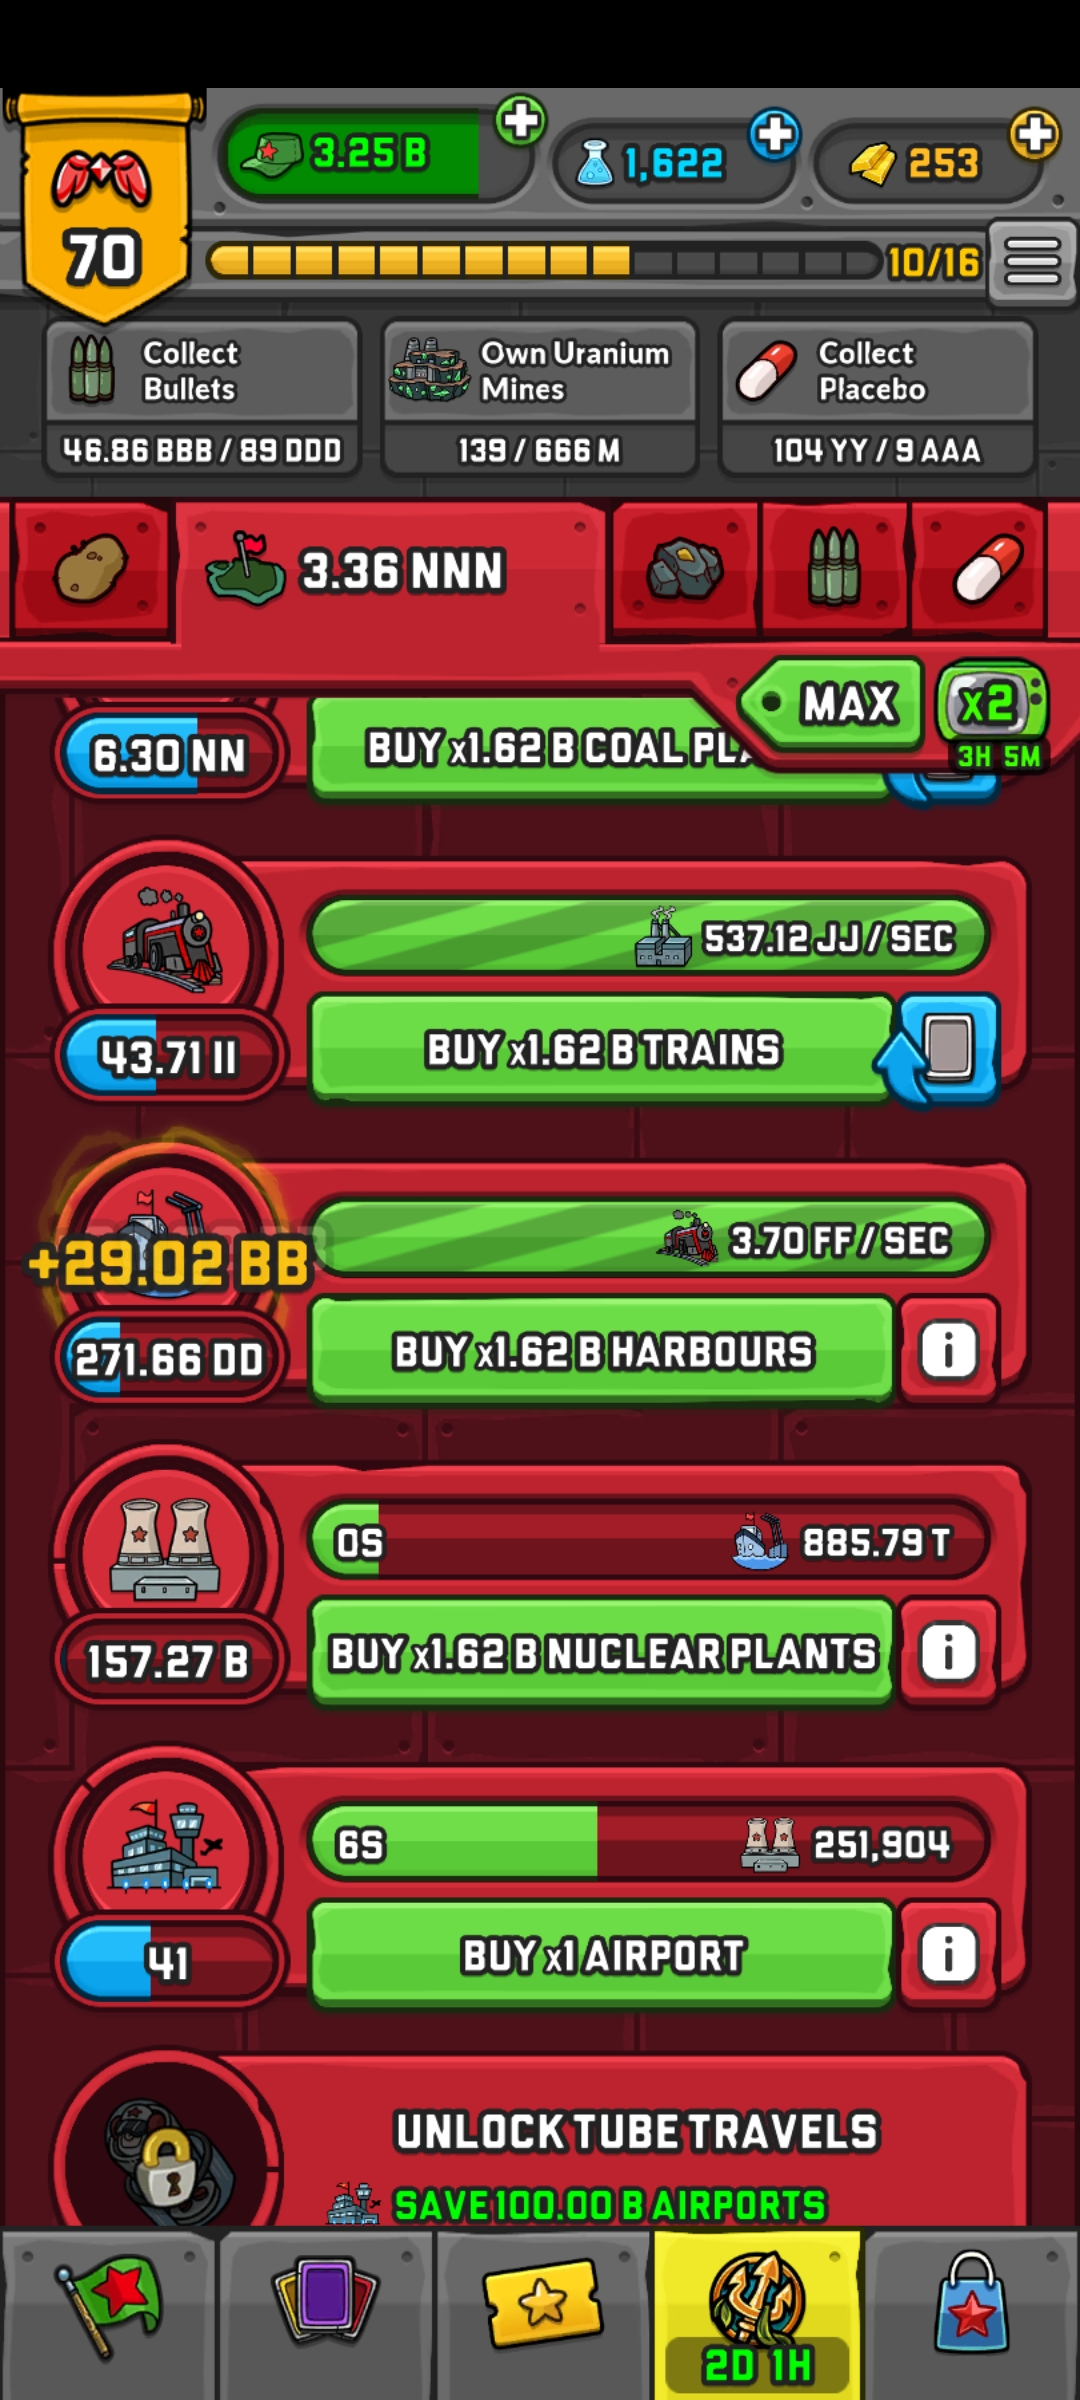 3.25 B
1,622
253
70
10/16
Collect
Bullets
46.86 BBB / 89 DDD
Own Uranium
Mines
139 / 666 M
Collect
Placebo
104 YY / 9 AAA
3.36 NNN
MAX
x2
3H 5M
6.30 NN
BUY x1.62 B COAL
537.12 JJ / SEC
43.71 II
BUY x1.62 B TRAINS
3.70 FF / SEC
+29.02 BB
271.66 DD
BUY x1.62 B HARBOURS
i
0S
885.79 T
157.27 B
BUY x1.62 B NUCLEAR PLANTS
i
6S
251,904
41
BUY x1 AIRPORT
i
UNLOCK TUBE TRAVELS
SAVE 100.00 B AIRPORTS
2D 1H